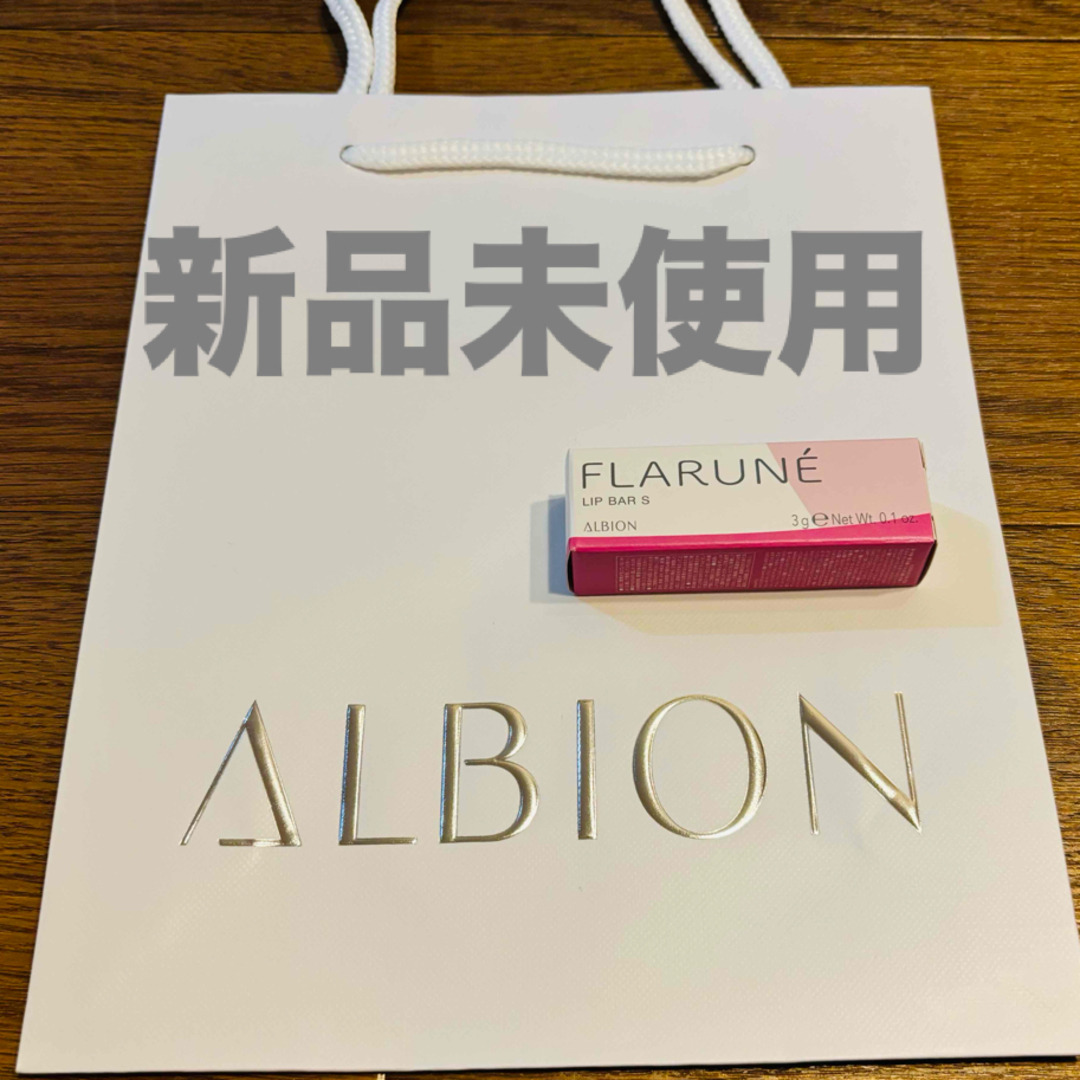 新品未使用
FLARUNÉ
LIP BAR S
ALBION
3g ℮ Net Wt. 0.1 oz.
ALBION